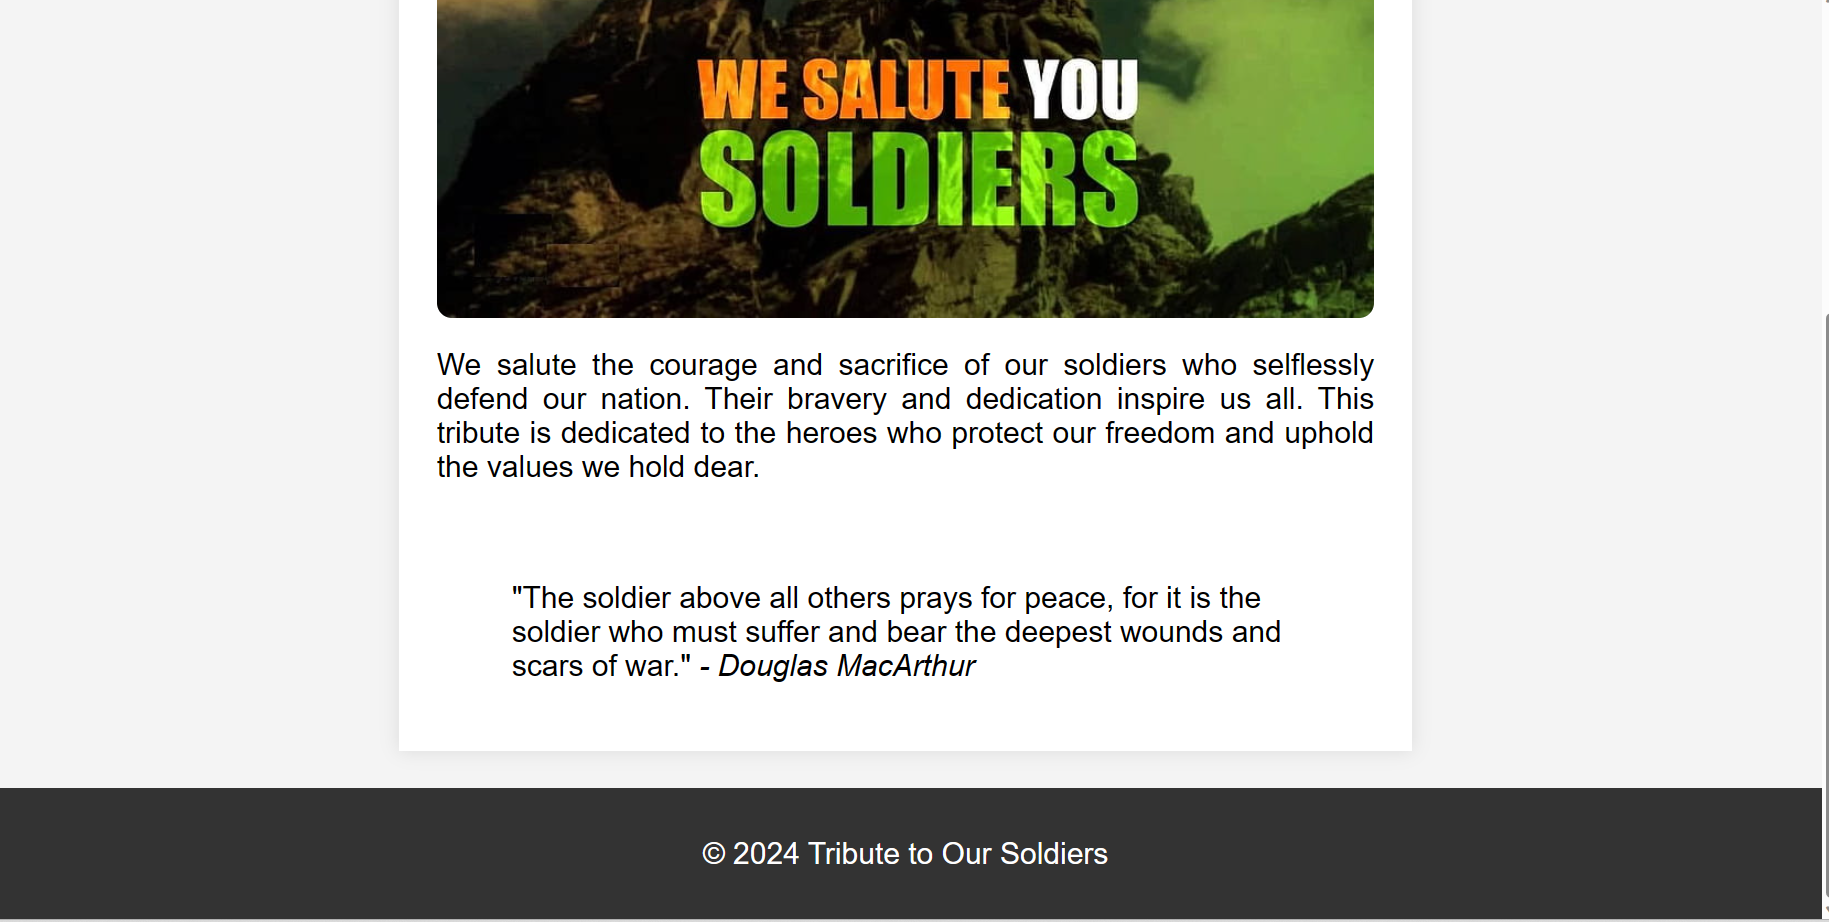 WE SALUTE YOU
SOLDIERS
We salute the courage and sacrifice of our soldiers who selflessly
defend our nation. Their bravery and dedication inspire us all. This
tribute is dedicated to the heroes who protect our freedom and uphold
the values we hold dear.
"The soldier above all others prays for peace, for it is the
soldier who must suffer and bear the deepest wounds and
scars of war." - Douglas MacArthur
© 2024 Tribute to Our Soldiers